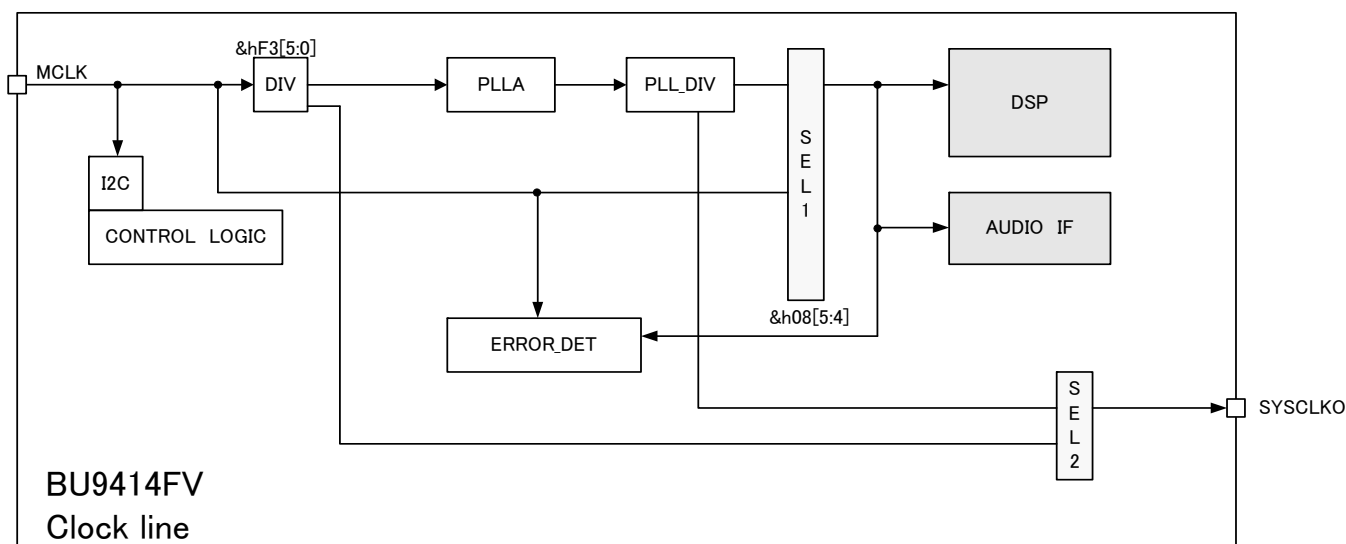 &hF3[5:0]
MCLK
DIV
PLLA
PLL_DIV
DSP
S
E
L
1
I2C
CONTROL LOGIC
AUDIO IF
&h08[5:4]
ERROR_DET
S
E
L
2
SYSCLKO
BU9414FV
Clock line